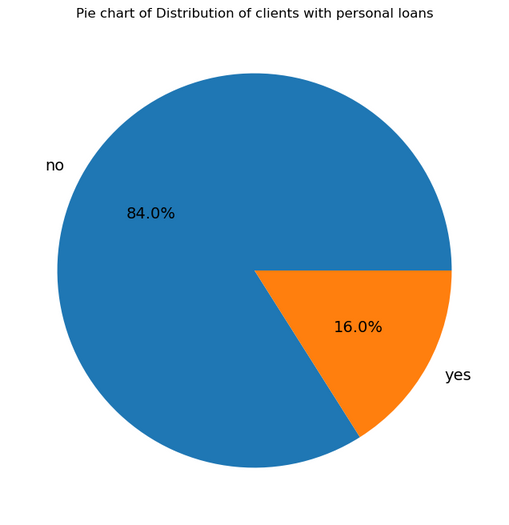 Pie chart of Distribution of clients with personal loans
no
84.0%
16.0%
yes